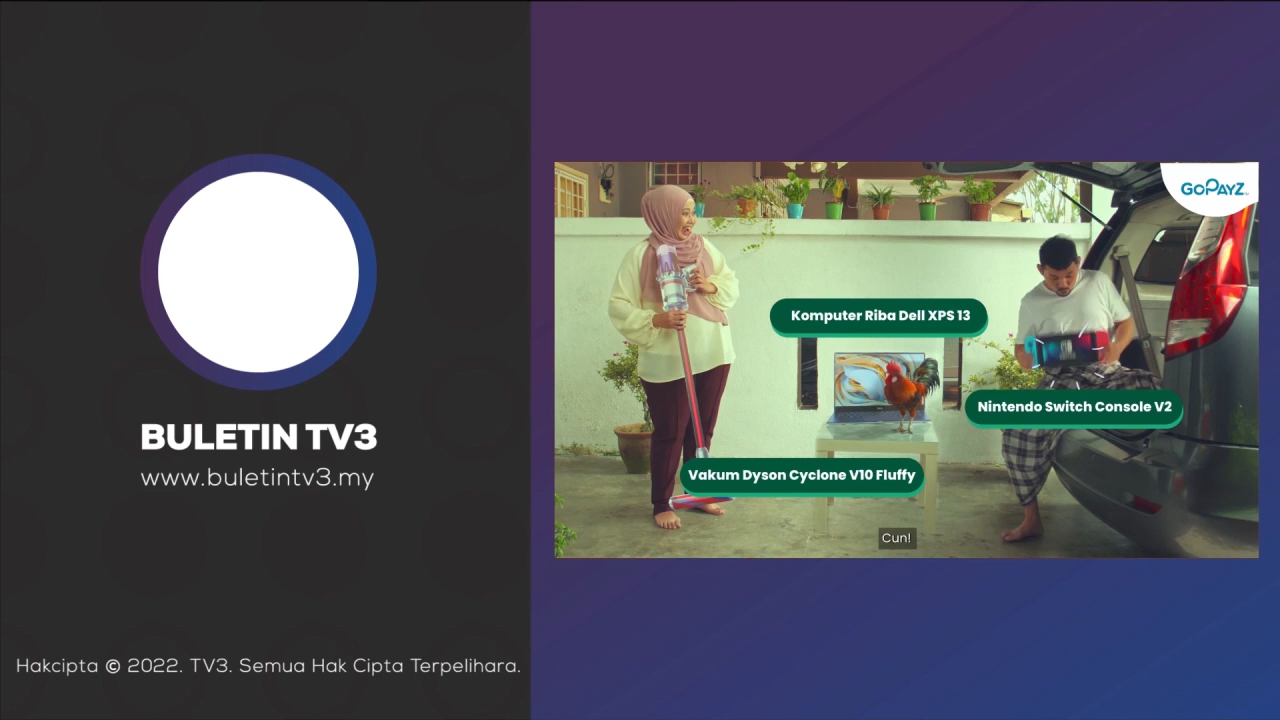 BULETIN TV3
www.buletintv3.my
Hakcipta © 2022. TV3. Semua Hak Cipta Terpelihara.
GOPAYZ
Komputer Riba Dell XPS 13
Nintendo Switch Console V2
Vakum Dyson Cyclone V10 Fluffy
Cun!